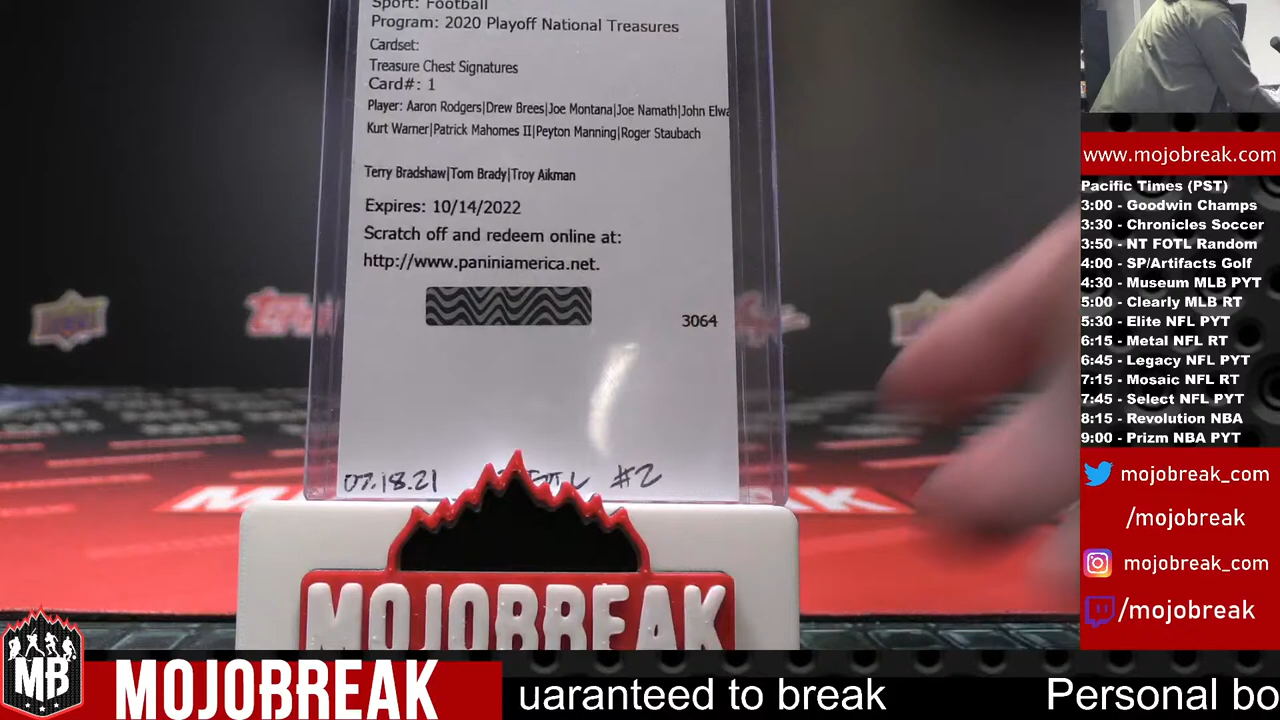 Sport: Football
Program: 2020 Playoff National Treasures
Cardset:
Treasure Chest Signatures
Card#: 1
Player: Aaron Rodgers|Drew Brees|Joe Montana|Joe Namath|John Elwa
Kurt Warner|Patrick Mahomes II|Peyton Manning|Roger Staubach
Terry Bradshaw|Tom Brady|Troy Aikman
Expires: 10/14/2022
Scratch off and redeem online at:
http://www.paniniamerica.net.
3064
07.18.21
#2
MOJOBREAK
MB
MOJOBREAK
uaranteed to break
Personal bo
www.mojobreak.com
Pacific Times (PST)
3:00 - Goodwin Champs
3:30 - Chronicles Soccer
3:50 - NT FOTL Random
4:00 - SP/Artifacts Golf
4:30 - Museum MLB PYT
5:00 - Clearly MLB RT
5:30 - Elite NFL PYT
6:15 - Metal NFL RT
6:45 - Legacy NFL PYT
7:15 - Mosaic NFL RT
7:45 - Select NFL PYT
8:15 - Revolution NBA
9:00 - Prizm NBA PYT
mojobreak_com
/mojobreak
mojobreak_com
/mojobreak